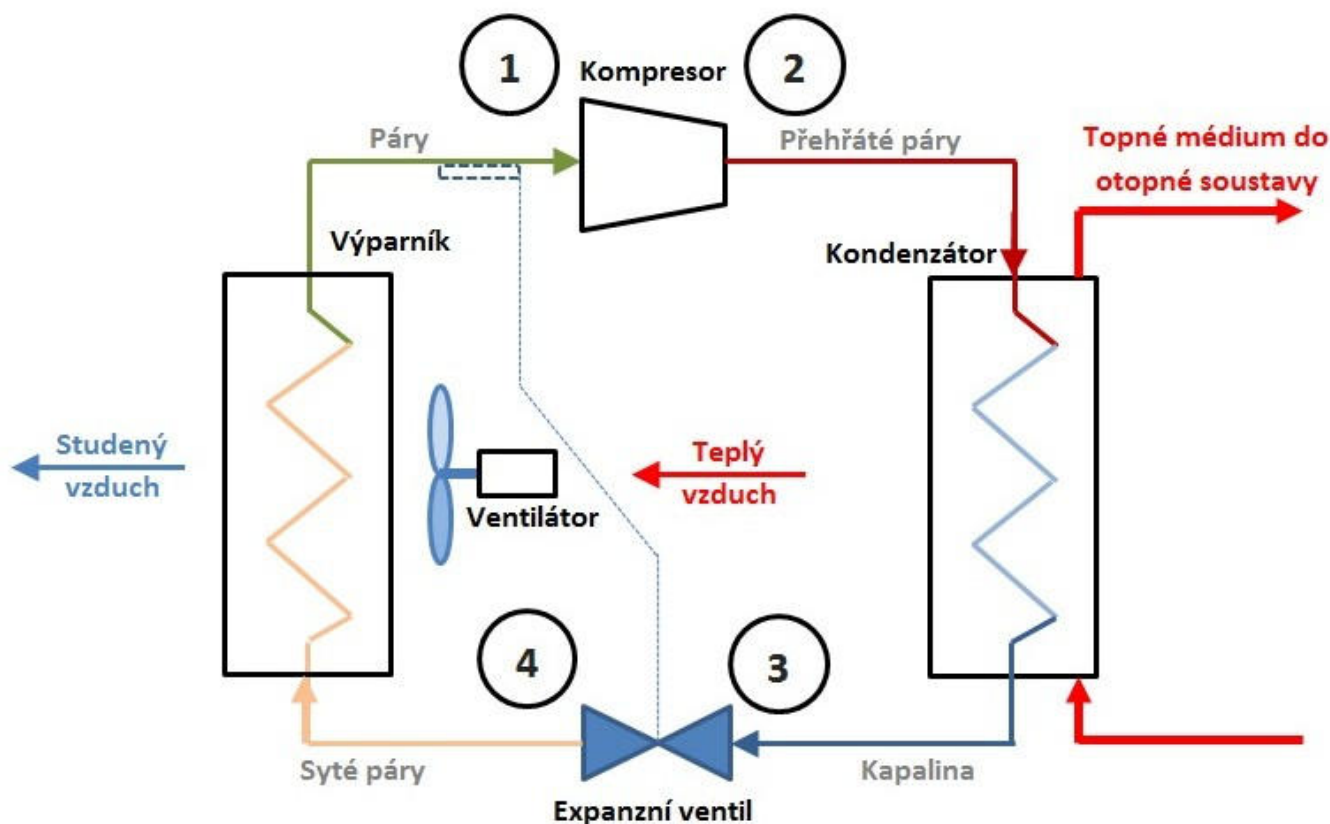 1
Kompresor
2
Páry
Přehřáté páry
Topné médium do
otopné soustavy
Výparník
Kondenzátor
Studený
vzduch
Teplý
vzduch
Ventilátor
4
3
Syté páry
Kapalina
Expanzní ventil